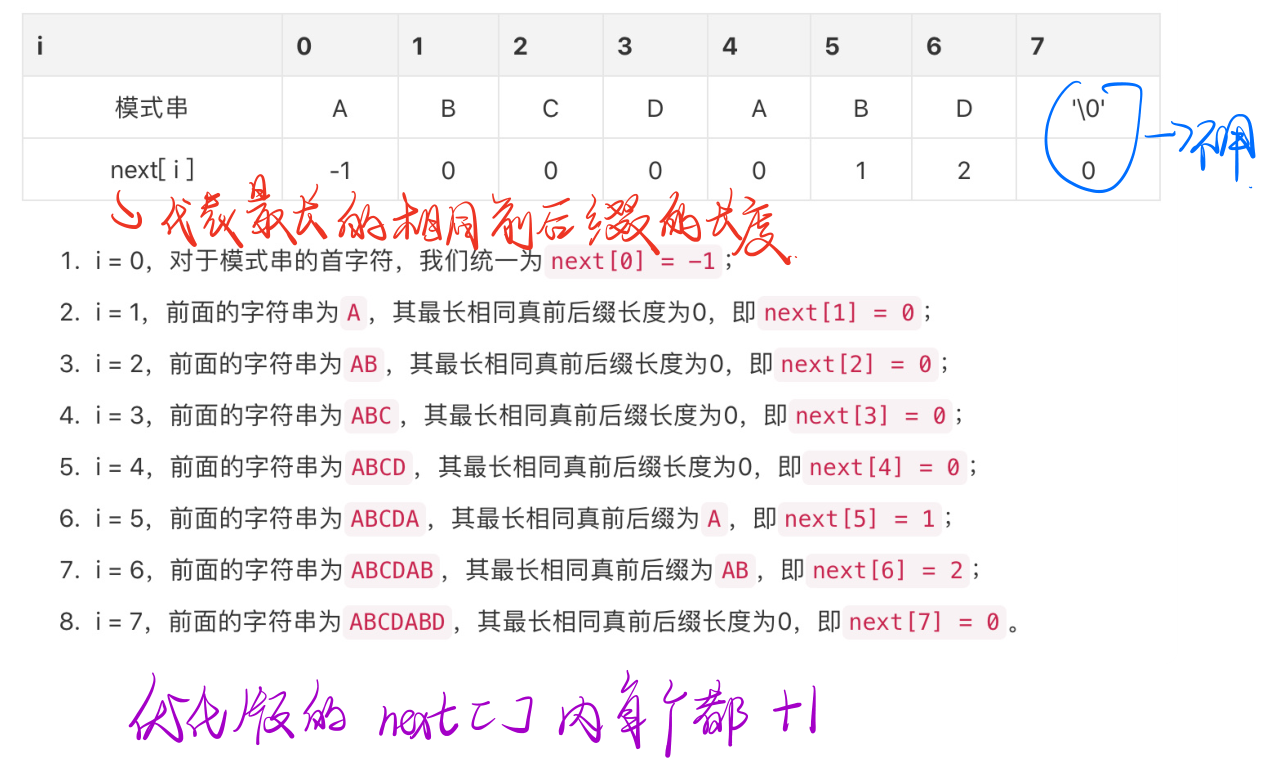 i 0 1 2 3 4 5 6 7
模式串 A B C D A B D '\0'
→不用
next[ i ] -1 0 0 0 0 1 2 0
↳代表最长的相同前后缀的长度
1. i = 0，对于模式串的首字符，我们统一为 next[0] = -1；
2. i = 1，前面的字符串为 A ，其最长相同真前后缀长度为0，即 next[1] = 0；
3. i = 2，前面的字符串为 AB ，其最长相同真前后缀长度为0，即 next[2] = 0；
4. i = 3，前面的字符串为 ABC ，其最长相同真前后缀长度为0，即 next[3] = 0；
5. i = 4，前面的字符串为 ABCD ，其最长相同真前后缀长度为0，即 next[4] = 0；
6. i = 5，前面的字符串为 ABCDA ，其最长相同真前后缀为 A ，即 next[5] = 1；
7. i = 6，前面的字符串为 ABCDAB ，其最长相同真前后缀为 AB ，即 next[6] = 2；
8. i = 7，前面的字符串为 ABCDABD ，其最长相同真前后缀长度为0，即 next[7] = 0 。
优化版的 next[] 内每个都 +1